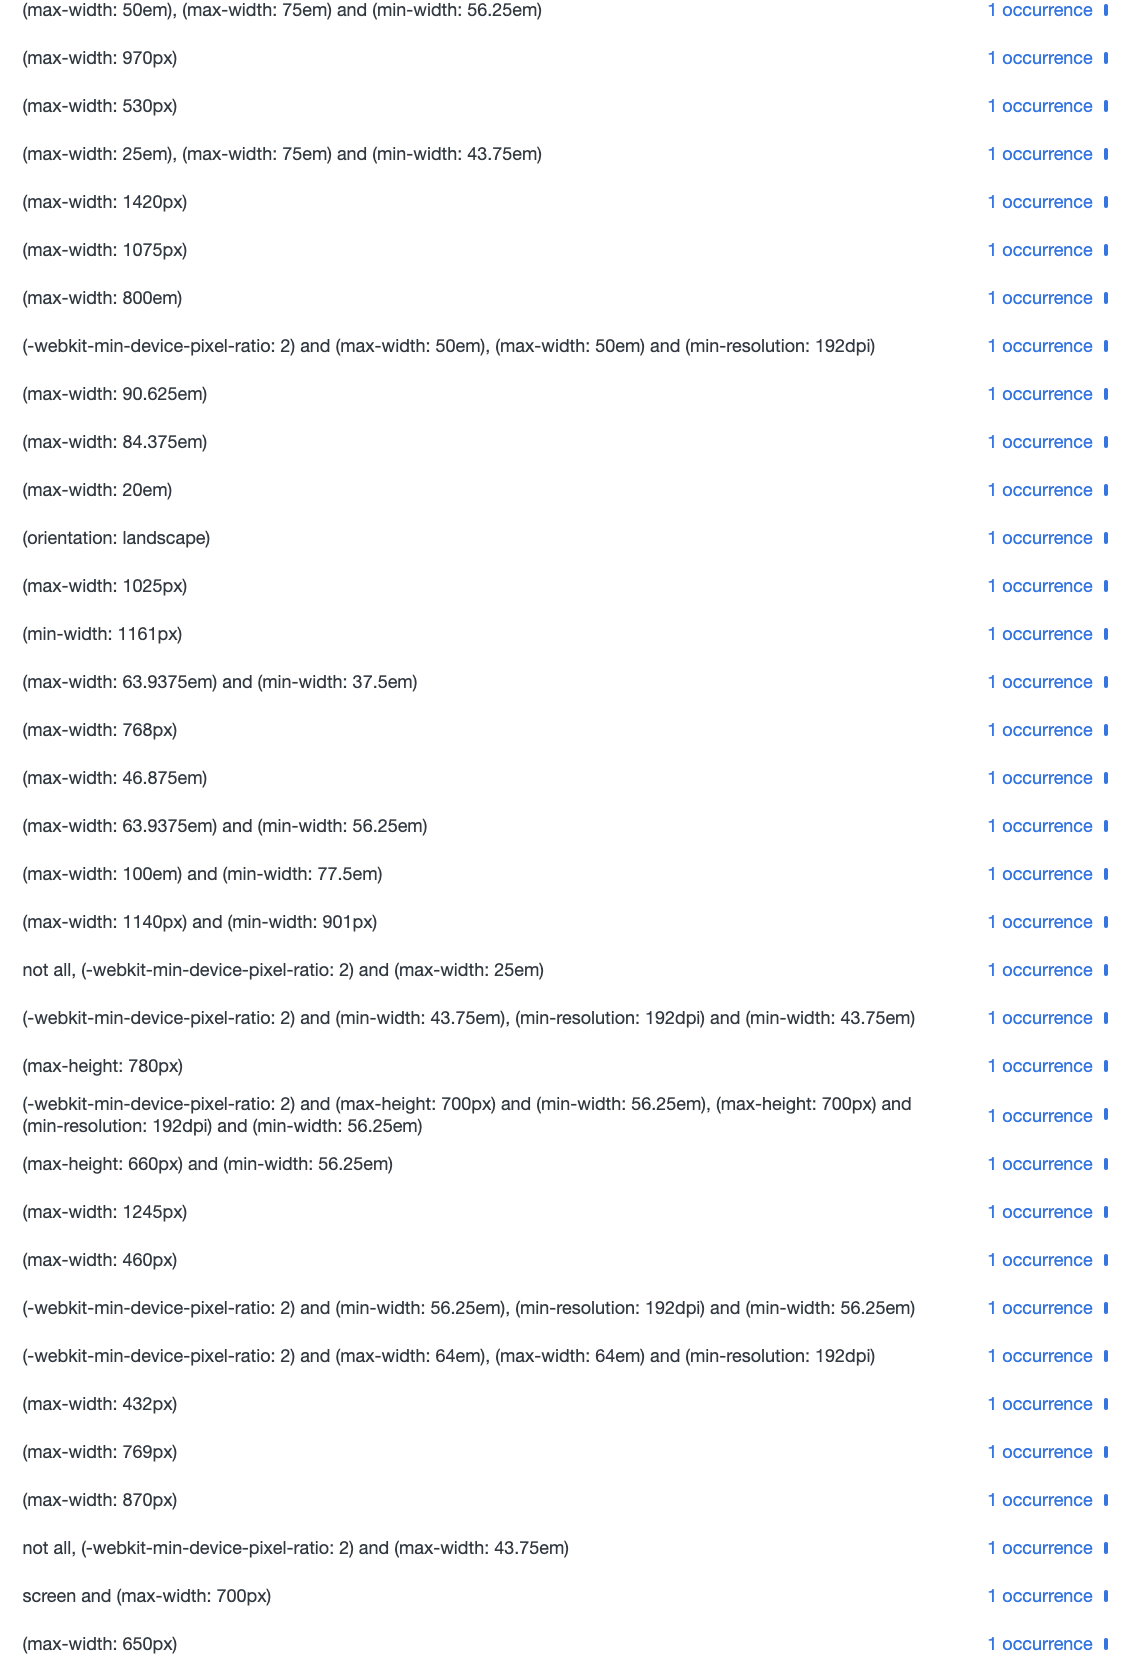 (max-width: 50em), (max-width: 75em) and (min-width: 56.25em) 1 occurrence
(max-width: 970px) 1 occurrence
(max-width: 530px) 1 occurrence
(max-width: 25em), (max-width: 75em) and (min-width: 43.75em) 1 occurrence
(max-width: 1420px) 1 occurrence
(max-width: 1075px) 1 occurrence
(max-width: 800em) 1 occurrence
(-webkit-min-device-pixel-ratio: 2) and (max-width: 50em), (max-width: 50em) and (min-resolution: 192dpi) 1 occurrence
(max-width: 90.625em) 1 occurrence
(max-width: 84.375em) 1 occurrence
(max-width: 20em) 1 occurrence
(orientation: landscape) 1 occurrence
(max-width: 1025px) 1 occurrence
(min-width: 1161px) 1 occurrence
(max-width: 63.9375em) and (min-width: 37.5em) 1 occurrence
(max-width: 768px) 1 occurrence
(max-width: 46.875em) 1 occurrence
(max-width: 63.9375em) and (min-width: 56.25em) 1 occurrence
(max-width: 100em) and (min-width: 77.5em) 1 occurrence
(max-width: 1140px) and (min-width: 901px) 1 occurrence
not all, (-webkit-min-device-pixel-ratio: 2) and (max-width: 25em) 1 occurrence
(-webkit-min-device-pixel-ratio: 2) and (min-width: 43.75em), (min-resolution: 192dpi) and (min-width: 43.75em) 1 occurrence
(max-height: 780px) 1 occurrence
(-webkit-min-device-pixel-ratio: 2) and (max-height: 700px) and (min-width: 56.25em), (max-height: 700px) and
(min-resolution: 192dpi) and (min-width: 56.25em) 1 occurrence
(max-height: 660px) and (min-width: 56.25em) 1 occurrence
(max-width: 1245px) 1 occurrence
(max-width: 460px) 1 occurrence
(-webkit-min-device-pixel-ratio: 2) and (min-width: 56.25em), (min-resolution: 192dpi) and (min-width: 56.25em) 1 occurrence
(-webkit-min-device-pixel-ratio: 2) and (max-width: 64em), (max-width: 64em) and (min-resolution: 192dpi) 1 occurrence
(max-width: 432px) 1 occurrence
(max-width: 769px) 1 occurrence
(max-width: 870px) 1 occurrence
not all, (-webkit-min-device-pixel-ratio: 2) and (max-width: 43.75em) 1 occurrence
screen and (max-width: 700px) 1 occurrence
(max-width: 650px) 1 occurrence